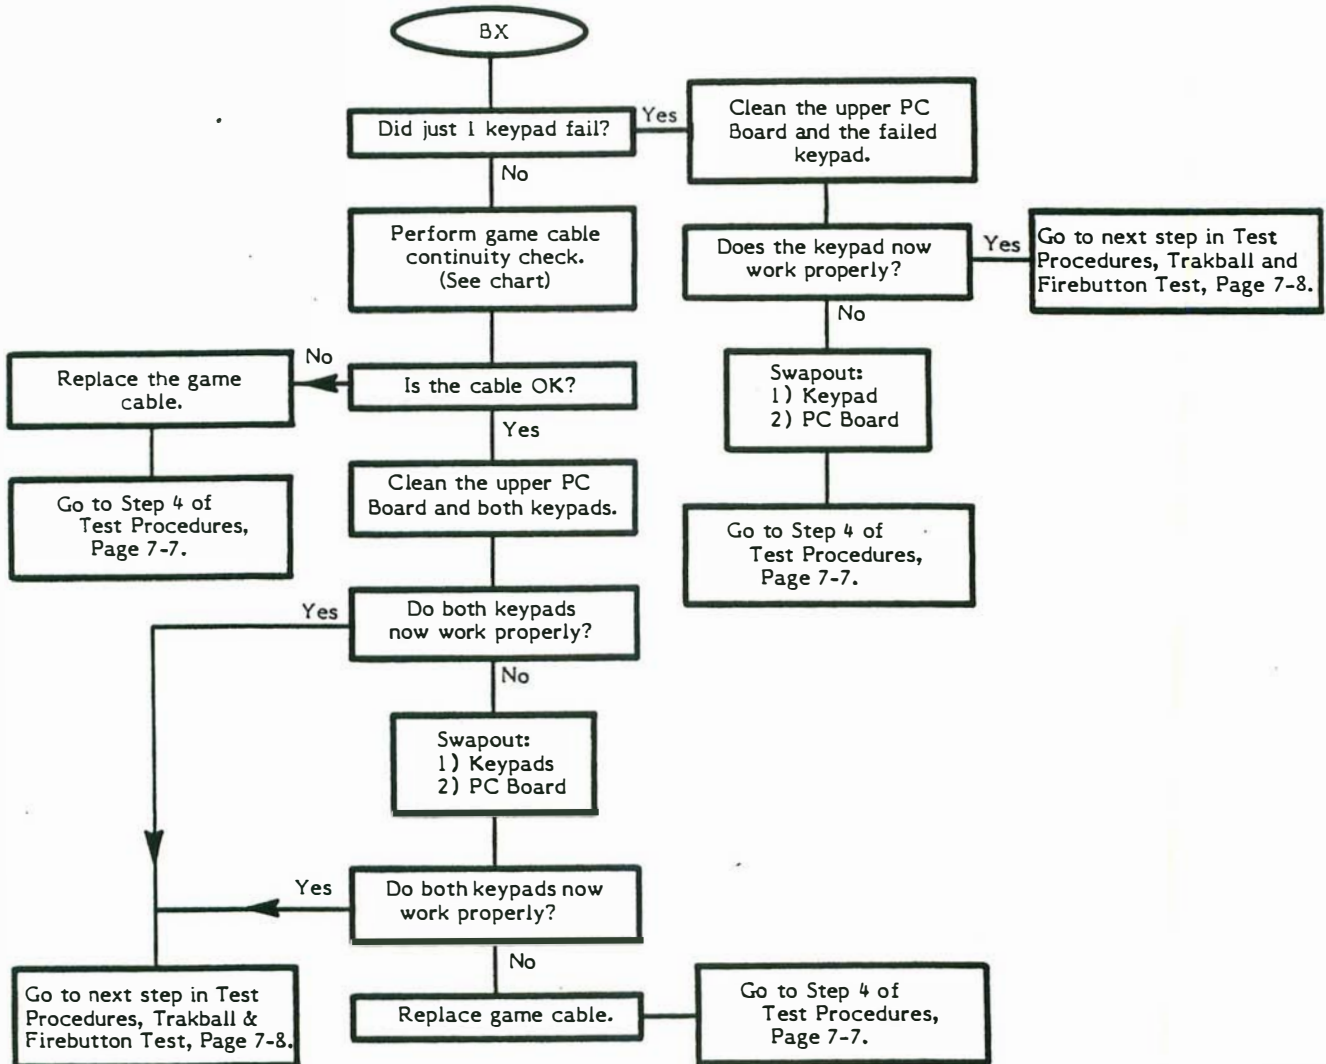 BX
Did just 1 keypad fail?
Yes
Clean the upper PC
Board and the failed
keypad.
No
Perform game cable
continuity check.
(See chart)
Does the keypad now
work properly?
Yes
Go to next step in Test
Procedures, Trakball and
Firebutton Test, Page 7-8.
No
Swapout:
1) Keypad
2) PC Board
Go to Step 4 of
Test Procedures,
Page 7-7.
Is the cable OK?
No
Replace the game
cable.
Go to Step 4 of
Test Procedures,
Page 7-7.
Yes
Clean the upper PC
Board and both keypads.
Do both keypads
now work properly?
Yes
No
Swapout:
1) Keypads
2) PC Board
Do both keypads now
work properly?
Yes
Go to next step in Test
Procedures, Trakball &
Firebutton Test, Page 7-8.
No
Replace game cable.
Go to Step 4 of
Test Procedures,
Page 7-7.